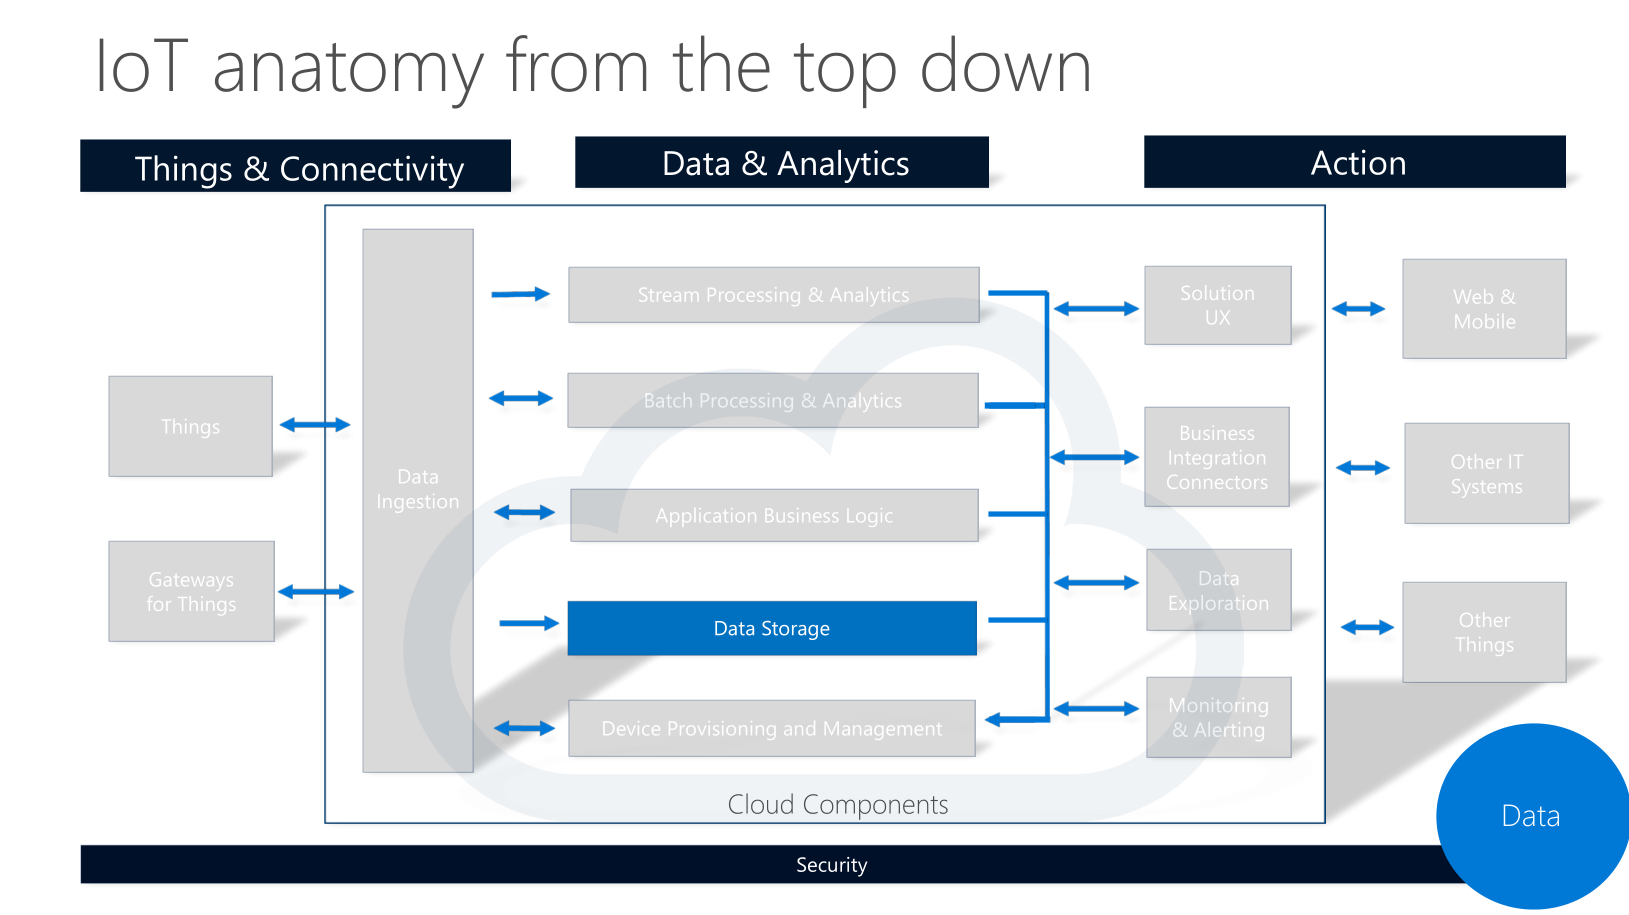 IoT anatomy from the top down
Things & Connectivity
Data & Analytics
Action
Things
Gateways
for Things
Data
Ingestion
Stream Processing & Analytics
Batch Processing & Analytics
Application Business Logic
Data Storage
Device Provisioning and Management
Solution
UX
Business
Integration
Connectors
Data
Exploration
Monitoring
& Alerting
Web &
Mobile
Other IT
Systems
Other
Things
Cloud Components
Data
Security